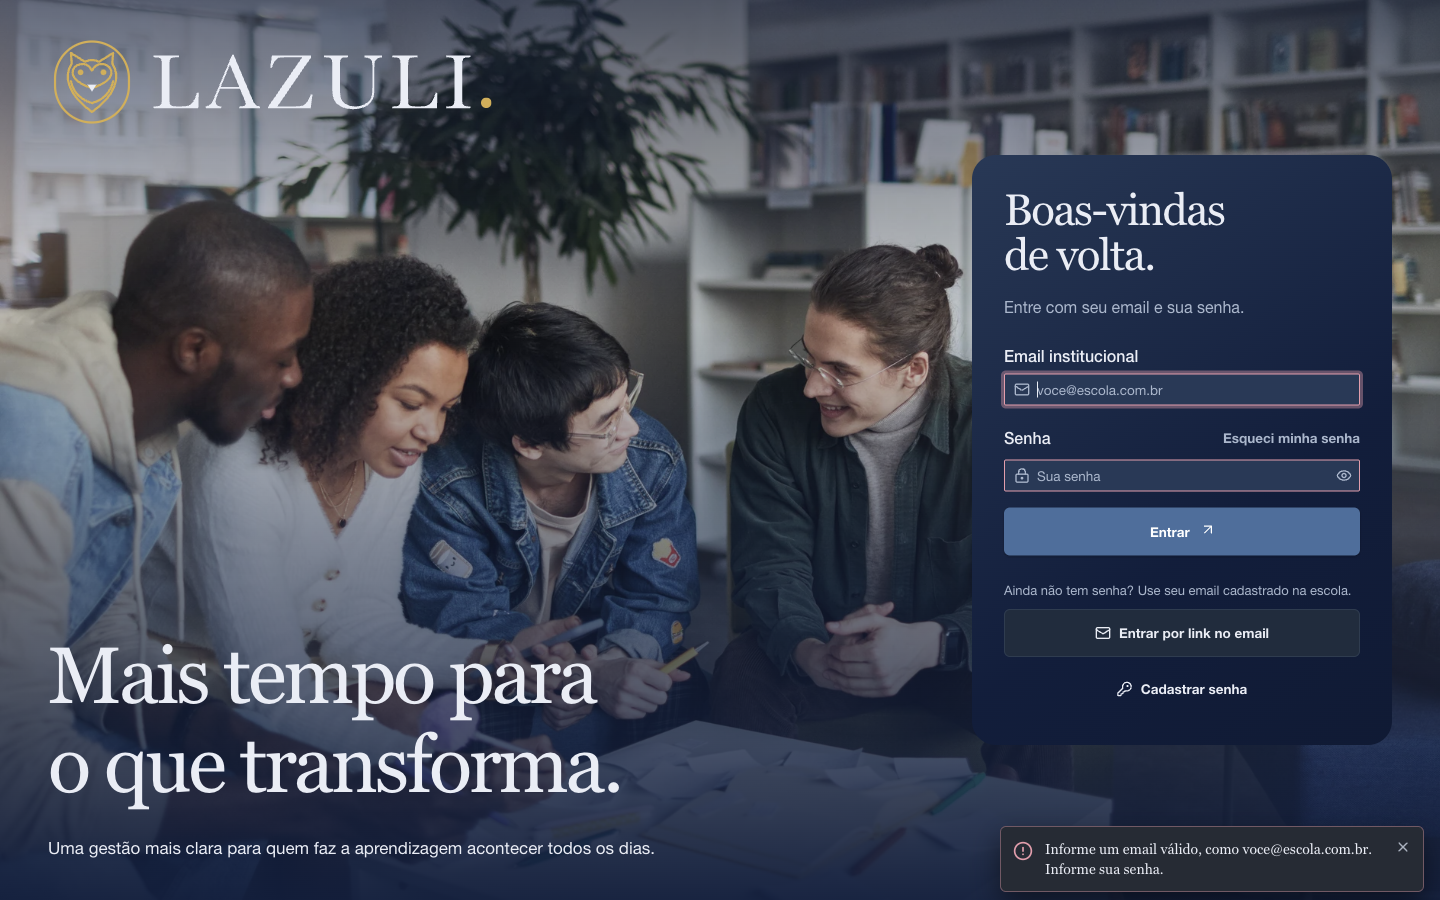 LAZULI.
Boas-vindas
de volta.
Entre com seu email e sua senha.
Email institucional
voce@escola.com.br
Senha
Esqueci minha senha
Sua senha
Entrar
Ainda não tem senha? Use seu email cadastrado na escola.
Entrar por link no email
Cadastrar senha
Mais tempo para
o que transforma.
Uma gestão mais clara para quem faz a aprendizagem acontecer todos os dias.
Informe um email válido, como voce@escola.com.br.
Informe sua senha.